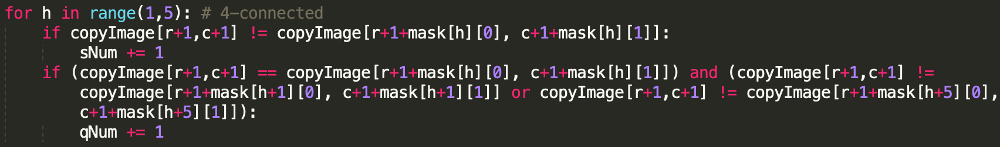 for h in range(1,5): # 4-connected
if copyImage[r+1,c+1] != copyImage[r+1+mask[h][0], c+1+mask[h][1]]:
sNum += 1
if (copyImage[r+1,c+1] == copyImage[r+1+mask[h][0], c+1+mask[h][1]]) and (copyImage[r+1,c+1] !=
copyImage[r+1+mask[h+1][0], c+1+mask[h+1][1]] or copyImage[r+1,c+1] != copyImage[r+1+mask[h+5][0],
c+1+mask[h+5][1]]):
qNum += 1